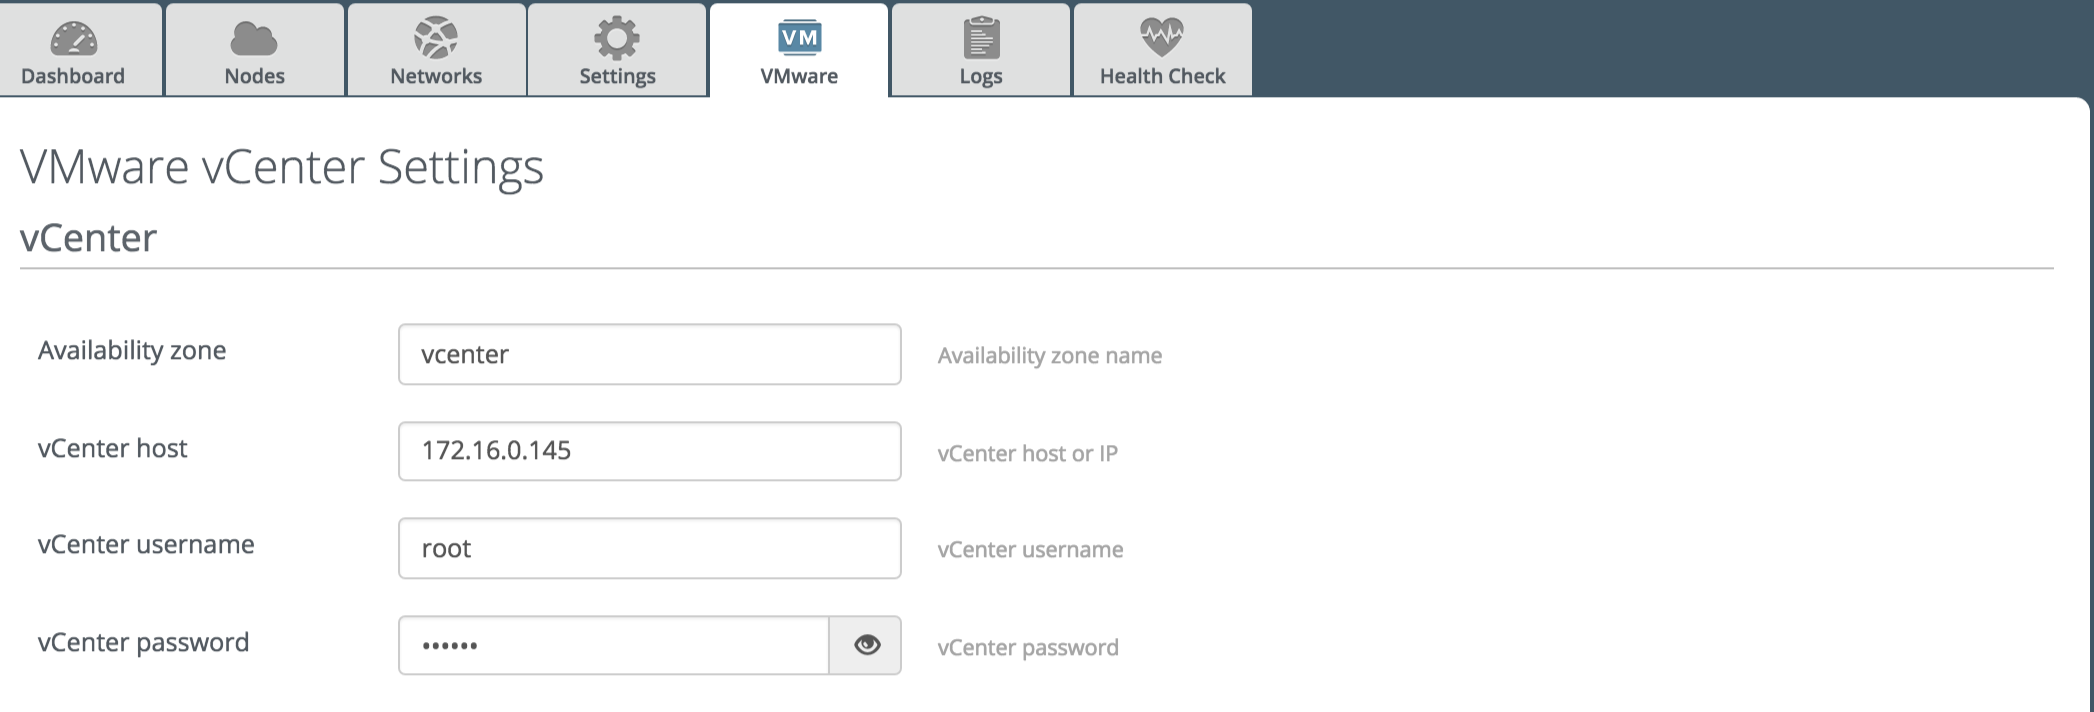 Dashboard
Nodes
Networks
Settings
VM
VMware
Logs
Health Check
VMware vCenter Settings
vCenter
Availability zone
vcenter
Availability zone name
vCenter host
172.16.0.145
vCenter host or IP
vCenter username
root
vCenter username
vCenter password
••••••
vCenter password